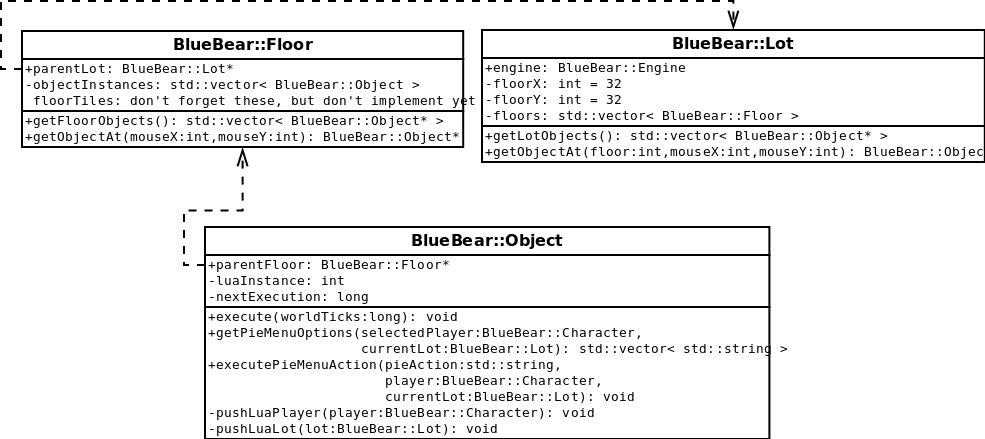 BlueBear::Floor
+parentLot: BlueBear::Lot*
-objectInstances: std::vector< BlueBear::Object >
floorTiles: don't forget these, but don't implement yet
+getFloorObjects(): std::vector< BlueBear::Object* >
+getObjectAt(mouseX:int,mouseY:int): BlueBear::Object*
BlueBear::Lot
+engine: BlueBear::Engine
-floorX: int = 32
-floorY: int = 32
-floors: std::vector< BlueBear::Floor >
+getLotObjects(): std::vector< BlueBear::Object* >
+getObjectAt(floor:int,mouseX:int,mouseY:int): BlueBear::Objec
BlueBear::Object
+parentFloor: BlueBear::Floor*
-luaInstance: int
-nextExecution: long
+execute(worldTicks:long): void
+getPieMenuOptions(selectedPlayer:BlueBear::Character,
currentLot:BlueBear::Lot): std::vector< std::string >
+executePieMenuAction(pieAction:std::string,
player:BlueBear::Character,
currentLot:BlueBear::Lot): void
-pushLuaPlayer(player:BlueBear::Character): void
-pushLuaLot(lot:BlueBear::Lot): void